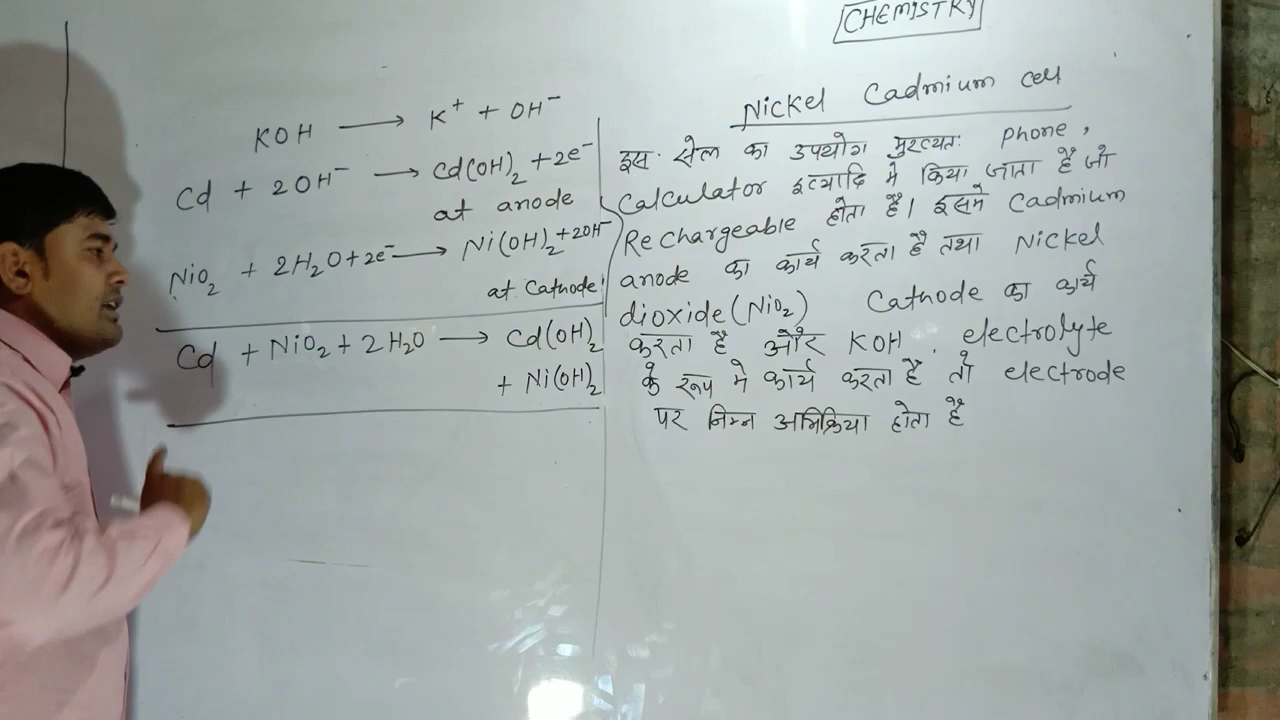 CHEMISTRY
KOH ⟶ K⁺ + OH⁻
Cd + 2OH⁻ ⟶ Cd(OH)₂ + 2e⁻
at anode
NiO₂ + 2H₂O + 2e⁻ ⟶ Ni(OH)₂ + 2OH⁻
at Cathode
Cd + NiO₂ + 2H₂O ⟶ Cd(OH)₂
+ Ni(OH)₂
Nickel Cadmium cell
इस सेल का उपयोग मुख्यतः phone,
Calculator इत्यादि मे किया जाता है जो
Rechargeable होता है। इसमे Cadmium
anode का कार्य करता है तथा Nickel
dioxide (NiO₂) Cathode का कार्य
करता है और KOH electrolyte
के रूप मे कार्य करता है तो electrode
पर निम्न अभिक्रिया होता है